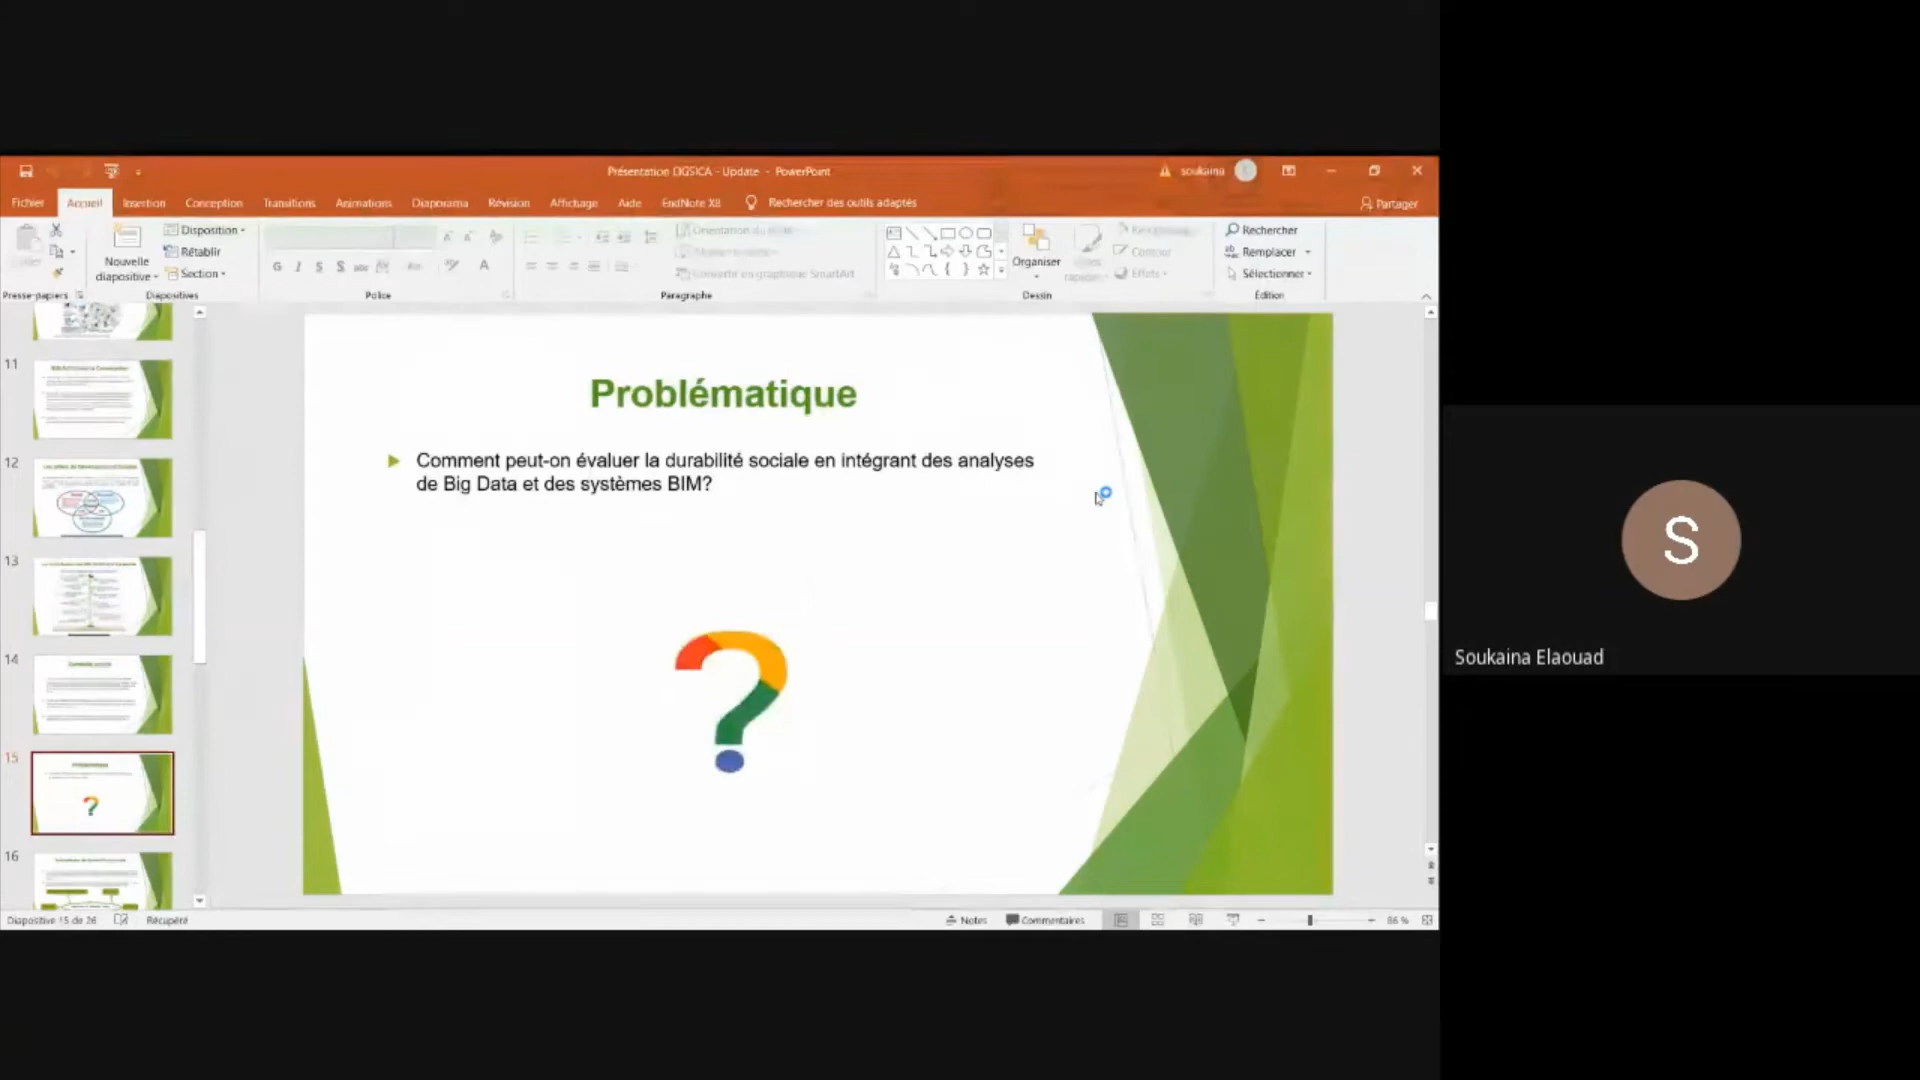 Présentation DIGSICA - Update - PowerPoint
soukaina
Fichier
Accueil
Insertion
Conception
Transitions
Animations
Diaporama
Révision
Affichage
Aide
EndNote X8
Rechercher des outils adaptés
Partager
Nouvelle
diapositive
Disposition
Rétablir
Section
Organiser
Contour
Effets
Rechercher
Remplacer
Sélectionner
Convertir en graphique SmartArt
Presse-papiers
Diapositives
Police
Paragraphe
Dessin
Édition
11
12
13
14
15
16
Problématique
Comment peut-on évaluer la durabilité sociale en intégrant des analyses
de Big Data et des systèmes BIM?
?
S
Soukaina Elaouad
Diapositive 15 de 26
Récupéré
Notes
Commentaires
86 %